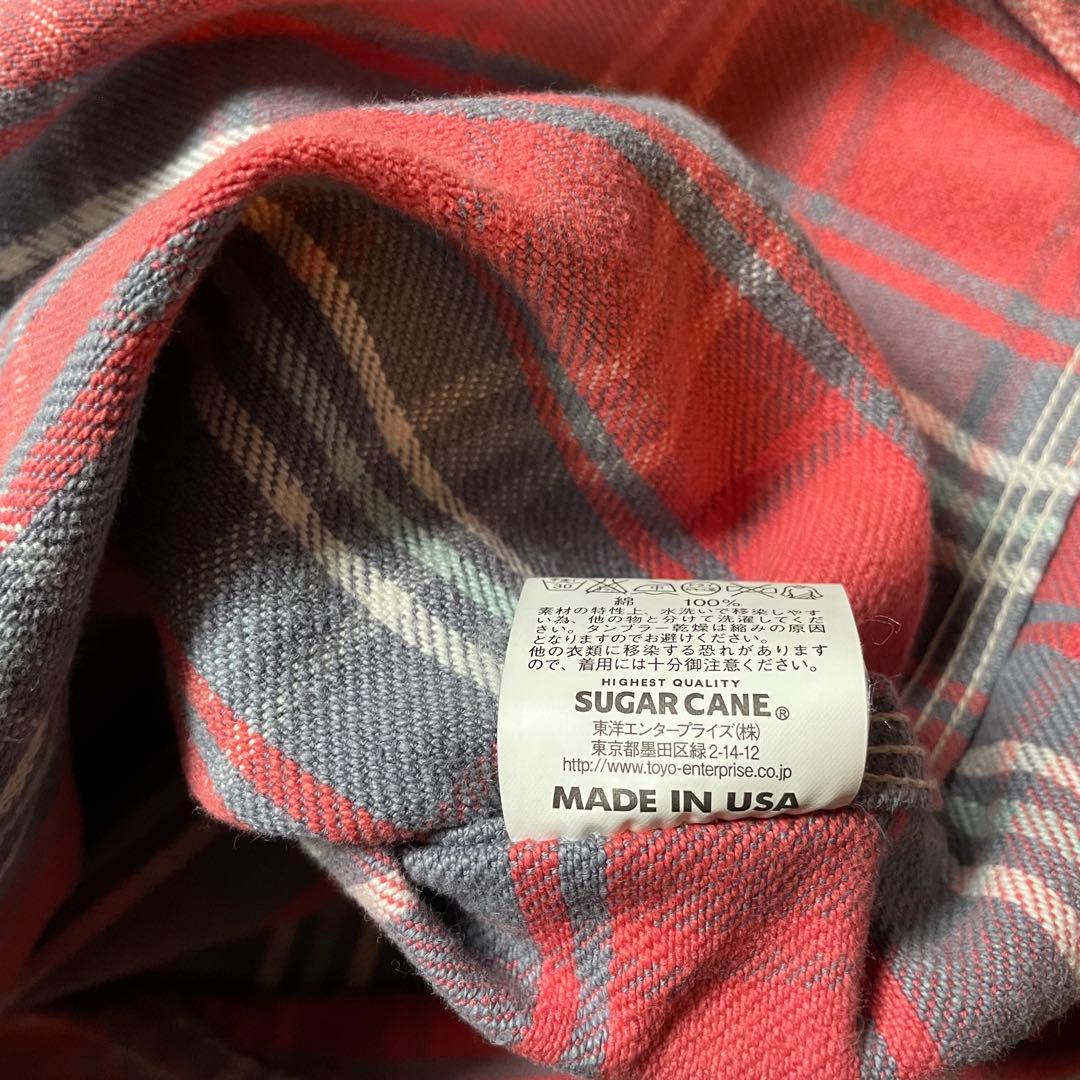 30
綿 100%
素材の特性上、水洗いで移染しやす
い為、他の物と分けて洗濯してくだ
さい。タンブラー乾燥は縮みの原因
となりますのでお避けください。
他の衣類に移染する恐れがあります
ので、着用には十分御注意ください。
HIGHEST QUALITY
SUGAR CANE®
東洋エンタープライズ(株)
東京都墨田区緑2-14-12
http://www.toyo-enterprise.co.jp
MADE IN USA